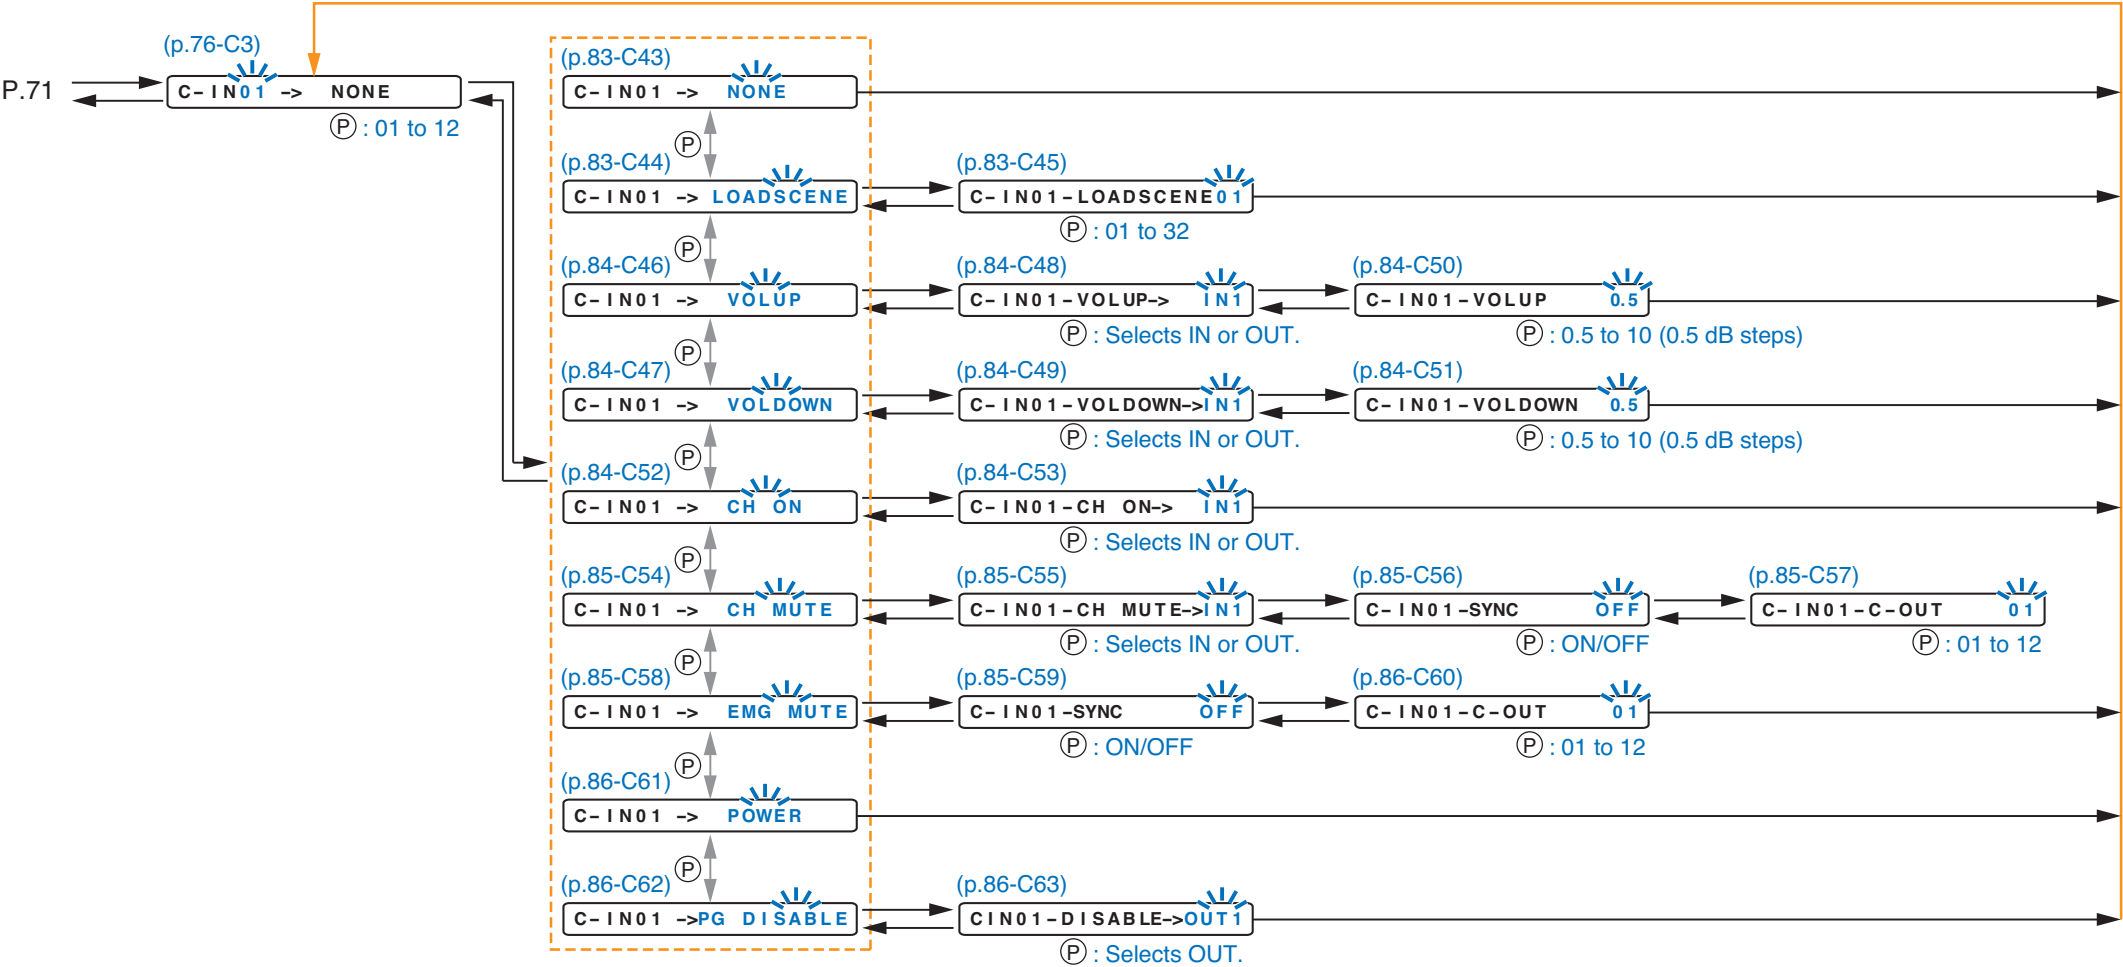 (p.76-C3)
P.71
C-IN01 -> NONE
Ⓟ : 01 to 12
(p.83-C43)
C-IN01 -> NONE
Ⓟ
(p.83-C44)
C-IN01 -> LOADSCENE
(p.83-C45)
C-IN01-LOADSCENE01
Ⓟ : 01 to 32
Ⓟ
(p.84-C46)
C-IN01 -> VOLUP
(p.84-C48)
C-IN01-VOLUP-> IN1
Ⓟ : Selects IN or OUT.
(p.84-C50)
C-IN01-VOLUP 0.5
Ⓟ : 0.5 to 10 (0.5 dB steps)
Ⓟ
(p.84-C47)
C-IN01 -> VOLDOWN
(p.84-C49)
C-IN01-VOLDOWN->IN1
Ⓟ : Selects IN or OUT.
(p.84-C51)
C-IN01-VOLDOWN 0.5
Ⓟ : 0.5 to 10 (0.5 dB steps)
Ⓟ
(p.84-C52)
C-IN01 -> CH ON
(p.84-C53)
C-IN01-CH ON-> IN1
Ⓟ : Selects IN or OUT.
Ⓟ
(p.85-C54)
C-IN01 -> CH MUTE
(p.85-C55)
C-IN01-CH MUTE->IN1
Ⓟ : Selects IN or OUT.
(p.85-C56)
C-IN01-SYNC OFF
Ⓟ : ON/OFF
(p.85-C57)
C-IN01-C-OUT 01
Ⓟ : 01 to 12
Ⓟ
(p.85-C58)
C-IN01 -> EMG MUTE
(p.85-C59)
C-IN01-SYNC OFF
Ⓟ : ON/OFF
(p.86-C60)
C-IN01-C-OUT 01
Ⓟ : 01 to 12
Ⓟ
(p.86-C61)
C-IN01 -> POWER
Ⓟ
(p.86-C62)
C-IN01 ->PG DISABLE
(p.86-C63)
CIN01-DISABLE->OUT1
Ⓟ : Selects OUT.